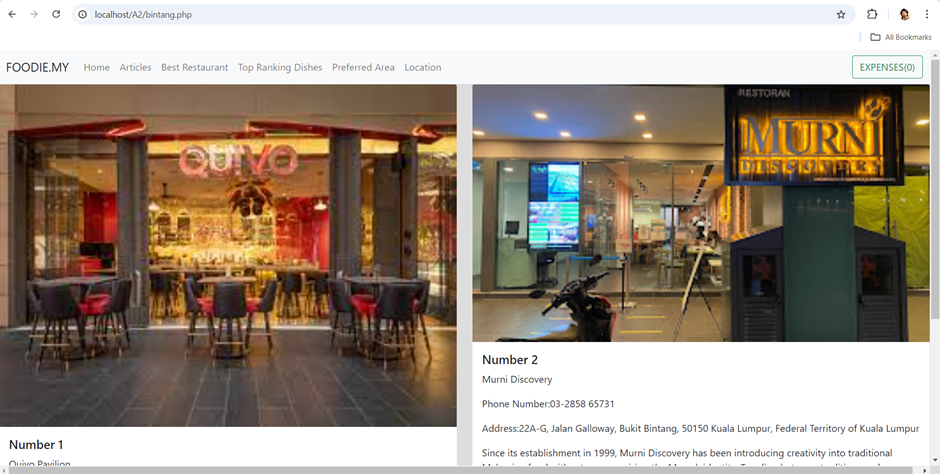 localhost/A2/bintang.php
All Bookmarks
FOODIE.MY Home Articles Best Restaurant Top Ranking Dishes Preferred Area Location EXPENSES(0)
QUIVO
RESTORAN
MURNI
DISCOVERY
Number 1
Quivo Pavilion
Number 2
Murni Discovery
Phone Number:03-2858 65731
Address:22A-G, Jalan Galloway, Bukit Bintang, 50150 Kuala Lumpur, Federal Territory of Kuala Lumpur
Since its establishment in 1999, Murni Discovery has been introducing creativity into traditional